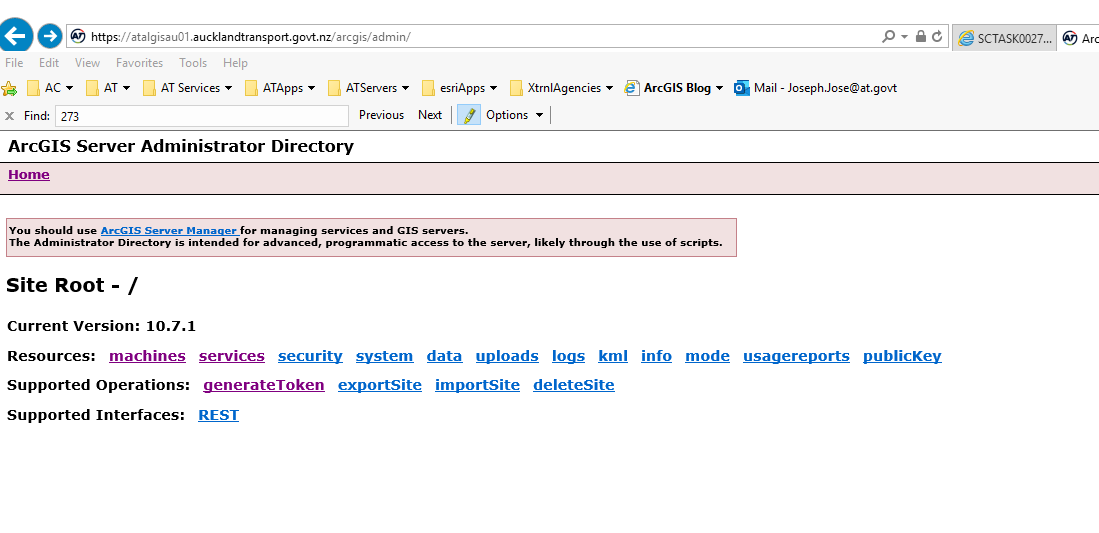 https://atalgisau01.aucklandtransport.govt.nz/arcgis/admin/
SCTASK0027...
Arc
File Edit View Favorites Tools Help
AC AT AT Services ATApps ATServers esriApps XtrnlAgencies ArcGIS Blog Mail - Joseph.Jose@at.govt
x Find: 273 Previous Next Options
ArcGIS Server Administrator Directory
Home
You should use ArcGIS Server Manager for managing services and GIS servers.
The Administrator Directory is intended for advanced, programmatic access to the server, likely through the use of scripts.
Site Root - /
Current Version: 10.7.1
Resources: machines services security system data uploads logs kml info mode usagereports publicKey
Supported Operations: generateToken exportSite importSite deleteSite
Supported Interfaces: REST